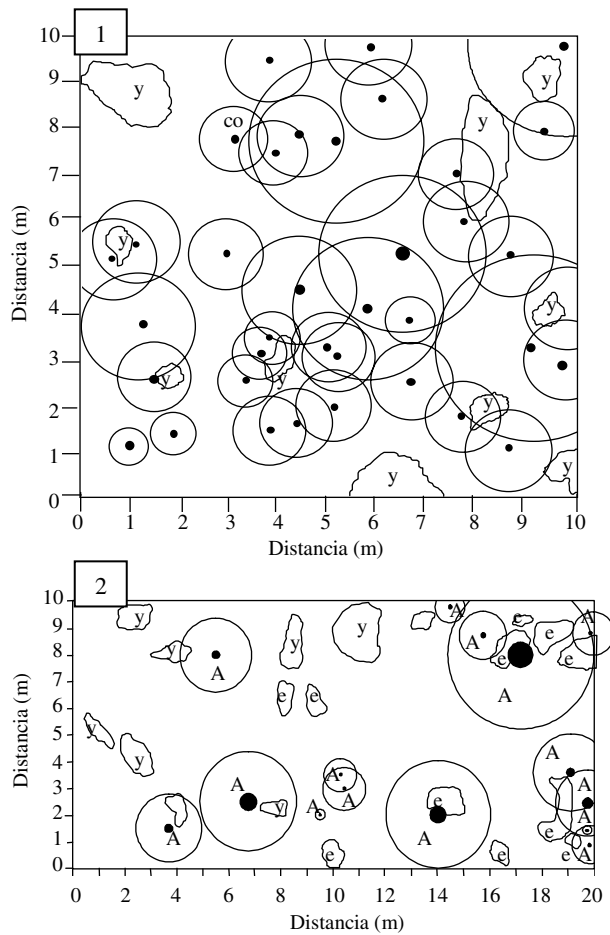 1
10
9
8
7
6
5
4
3
2
1
0
Distancia (m)
y
y
co
y
y
y
y
y
y
y
y
0 1 2 3 4 5 6 7 8 9 10
Distancia (m)
2
10
9
8
7
6
5
4
3
2
1
0
Distancia (m)
y A A
y e
y A
y e e
A
e e A
y
A
y
A A
A e A
A y A
A A e
e e e A
0 2 4 6 8 10 12 14 16 18 20
Distancia (m)